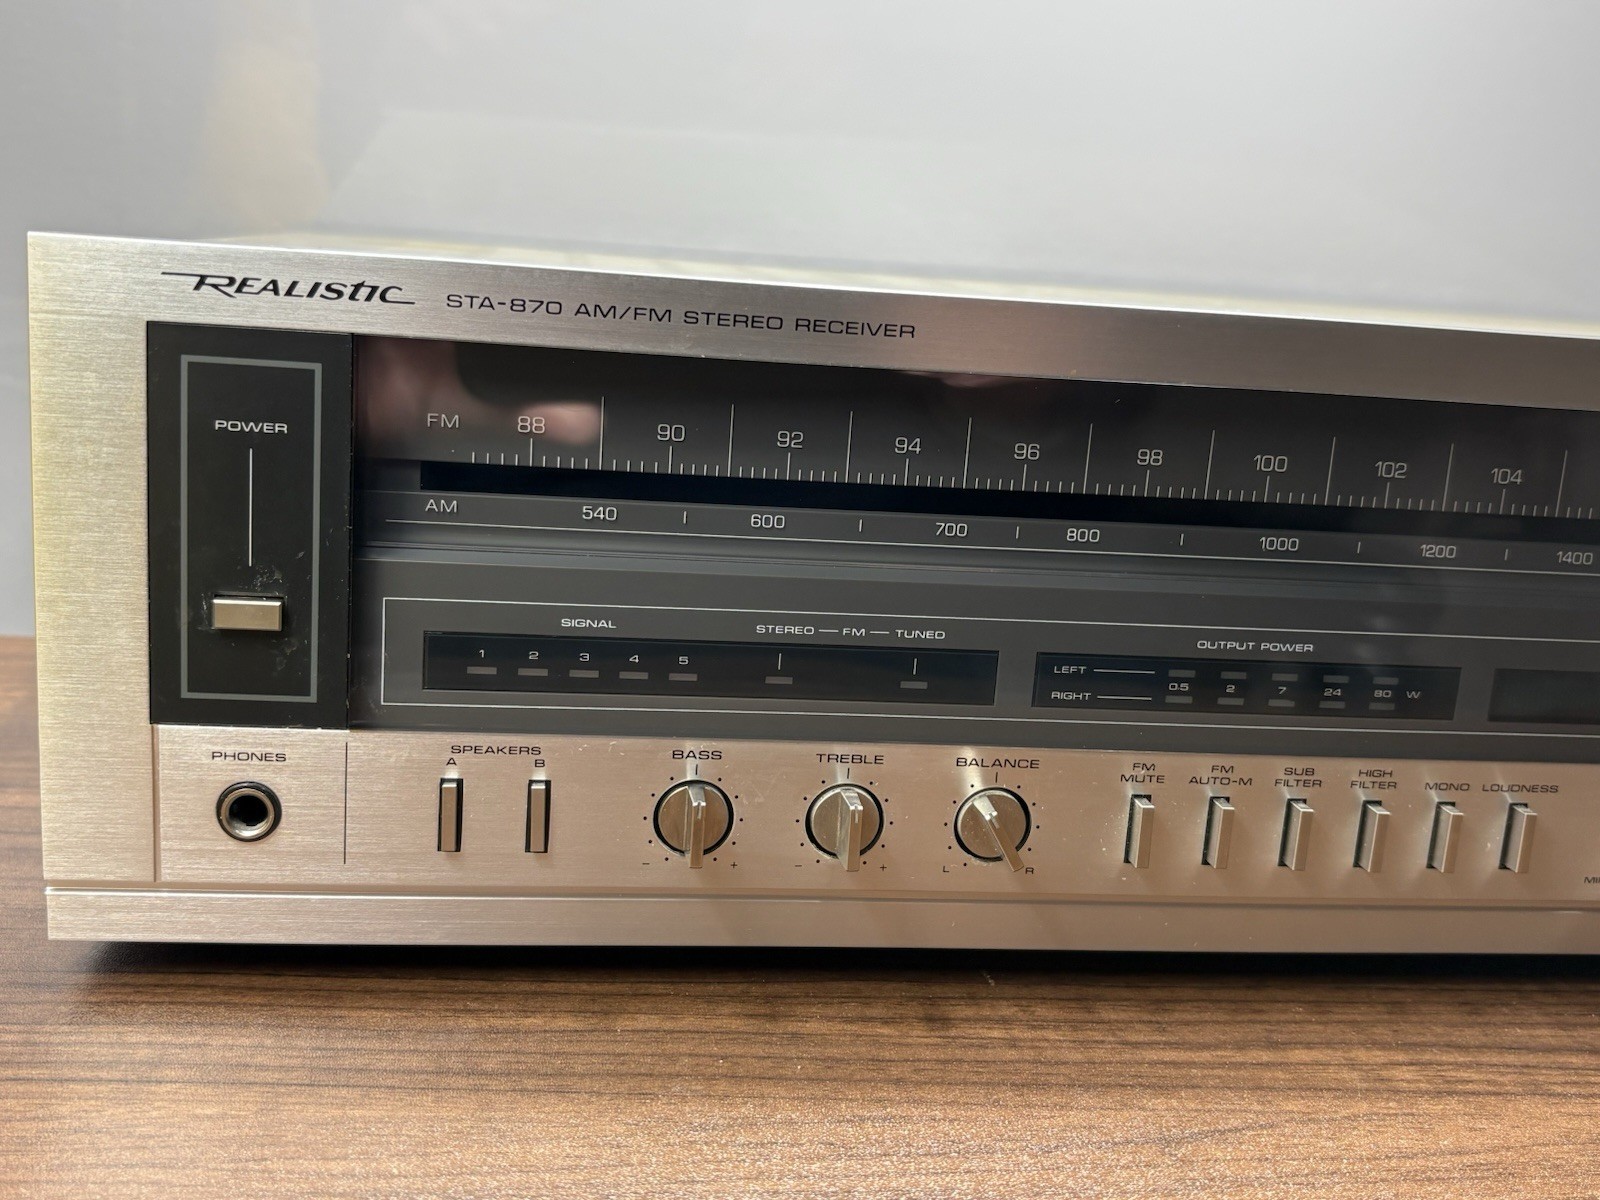 REALISTIC STA-870 AM/FM STEREO RECEIVER
POWER
FM 88 90 92 94 96 98 100 102 104
AM 540 600 700 800 1000 1200 1400
SIGNAL
STEREO — FM — TUNED
1 2 3 4 5
OUTPUT POWER
LEFT
0.5 2 7 24 80 W
RIGHT
PHONES
SPEAKERS
A B
BASS
- +
TREBLE
- +
BALANCE
L R
FM
MUTE
FM
AUTO-M
SUB
FILTER
HIGH
FILTER
MONO
LOUDNESS